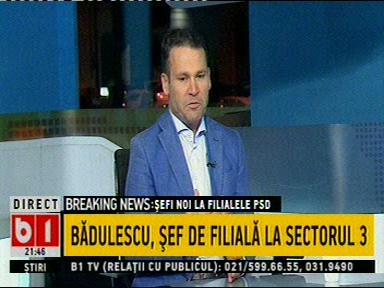 DIRECT
BREAKING NEWS: ŞEFI NOI LA FILIALELE PSD
b1
BĂDULESCU, ŞEF DE FILIALĂ LA SECTORUL 3
21:46
ŞTIRI
B1 TV (RELAŢII CU PUBLICUL): 021/599.66.55, 031.9490